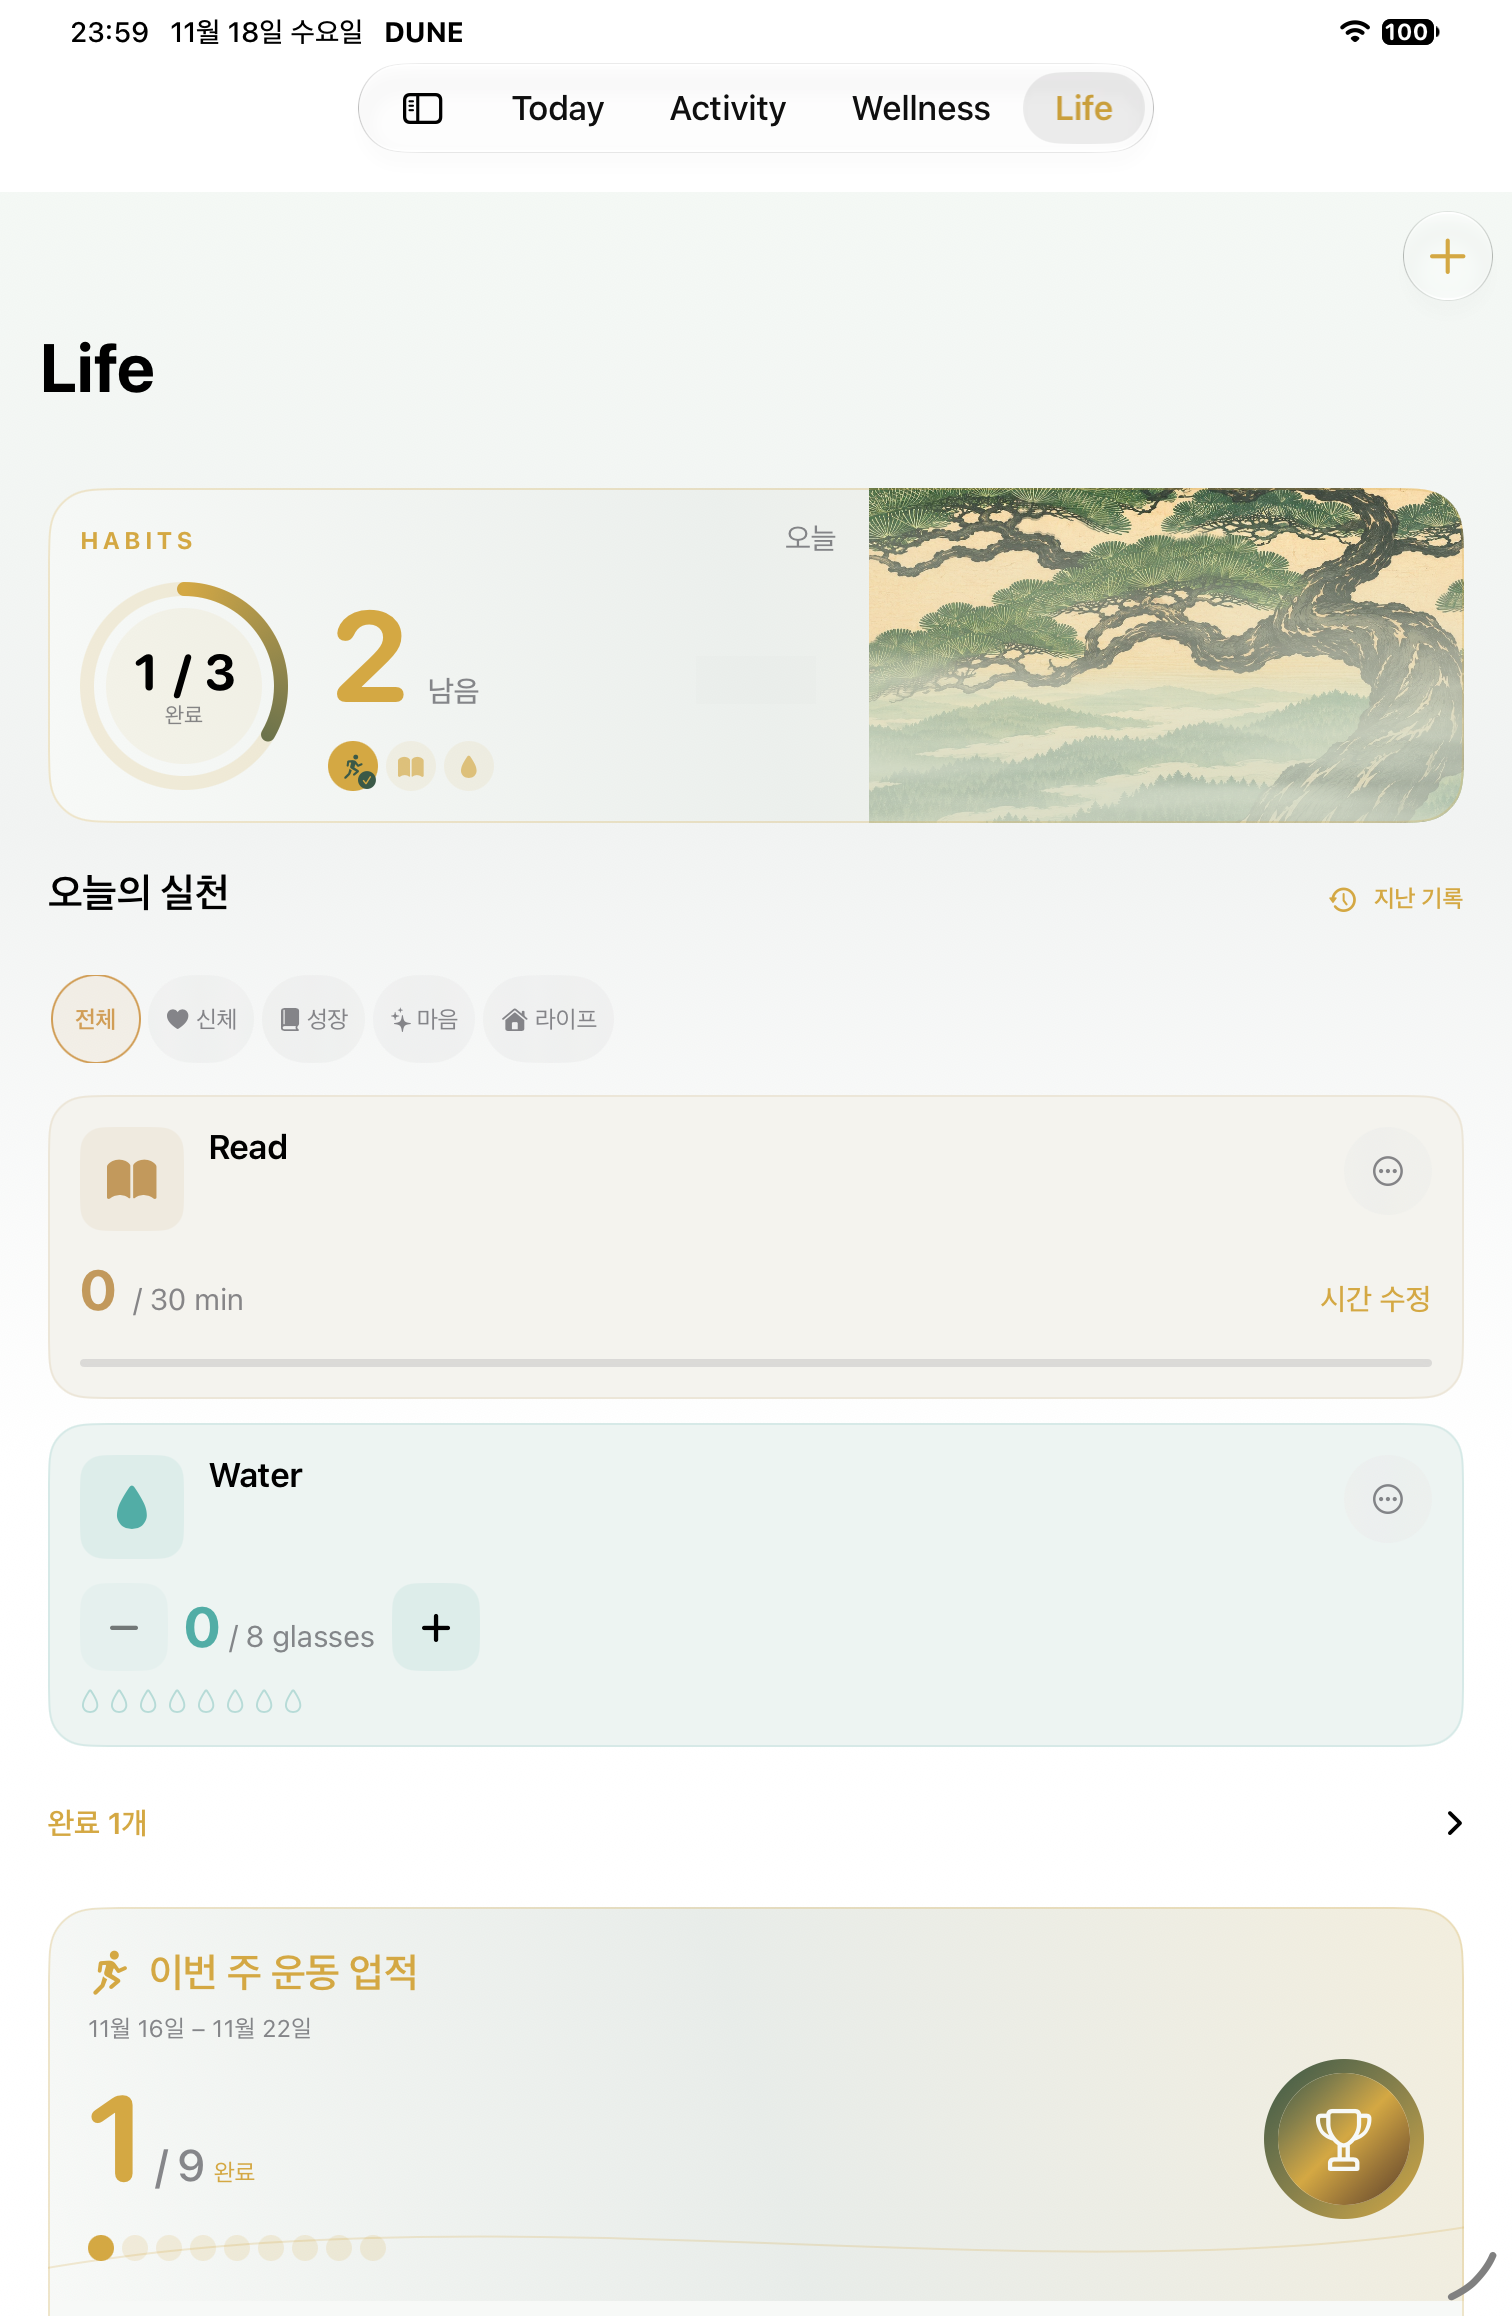 23:59 11월 18일 수요일 DUNE 100
Today Activity Wellness Life
Life
HABITS
오늘
1 / 3
완료
2 남음
오늘의 실천
지난 기록
전체 신체 성장 마음 라이프
Read
0 / 30 min
시간 수정
Water
0 / 8 glasses
완료 1개
이번 주 운동 업적
11월 16일 – 11월 22일
1 / 9 완료